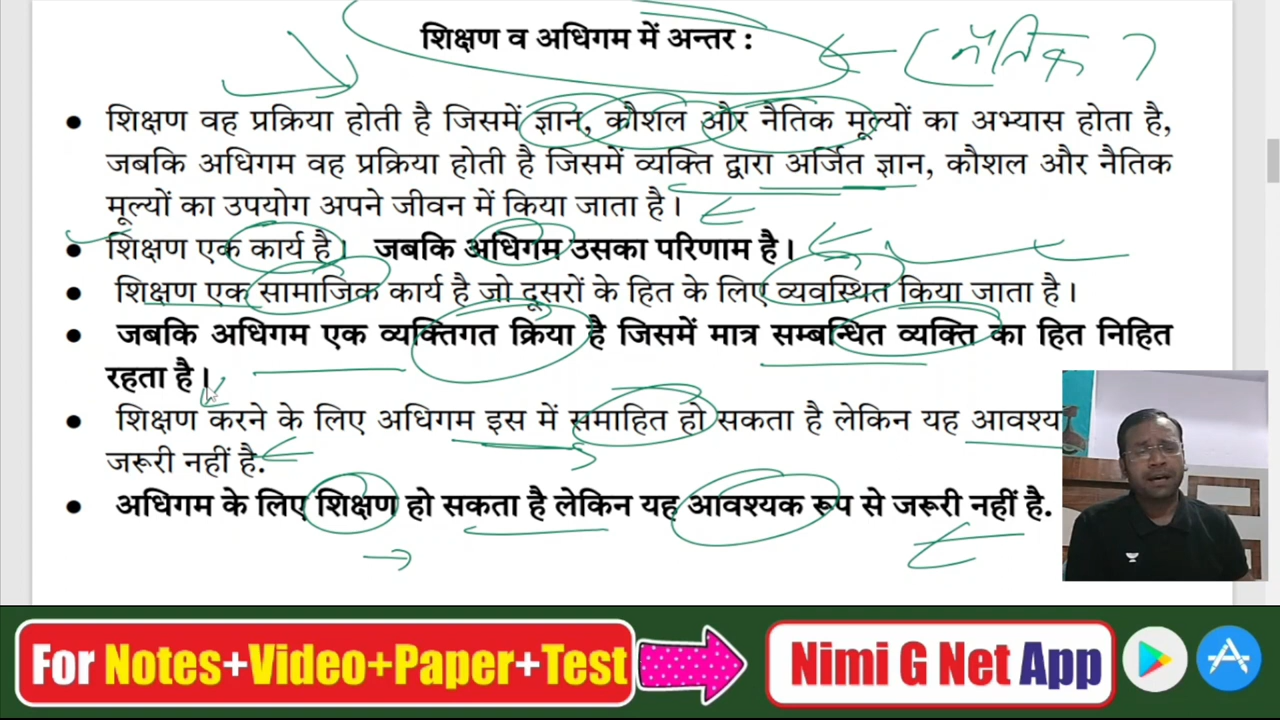 शिक्षण व अधिगम में अन्तर :
( नैतिक )
• शिक्षण वह प्रक्रिया होती है जिसमें ज्ञान, कौशल और नैतिक मूल्यों का अभ्यास होता है,
जबकि अधिगम वह प्रक्रिया होती है जिसमें व्यक्ति द्वारा अर्जित ज्ञान, कौशल और नैतिक
मूल्यों का उपयोग अपने जीवन में किया जाता है।
• शिक्षण एक कार्य है। जबकि अधिगम उसका परिणाम है।
• शिक्षण एक सामाजिक कार्य है जो दूसरों के हित के लिए व्यवस्थित किया जाता है।
• जबकि अधिगम एक व्यक्तिगत क्रिया है जिसमें मात्र सम्बन्धित व्यक्ति का हित निहित
रहता है।
• शिक्षण करने के लिए अधिगम इस में समाहित हो सकता है लेकिन यह
जरूरी नहीं है.
• अधिगम के लिए शिक्षण हो सकता है लेकिन यह आवश्यक रूप से जरूरी नहीं है.
For Notes+Video+Paper+Test
Nimi G Net App